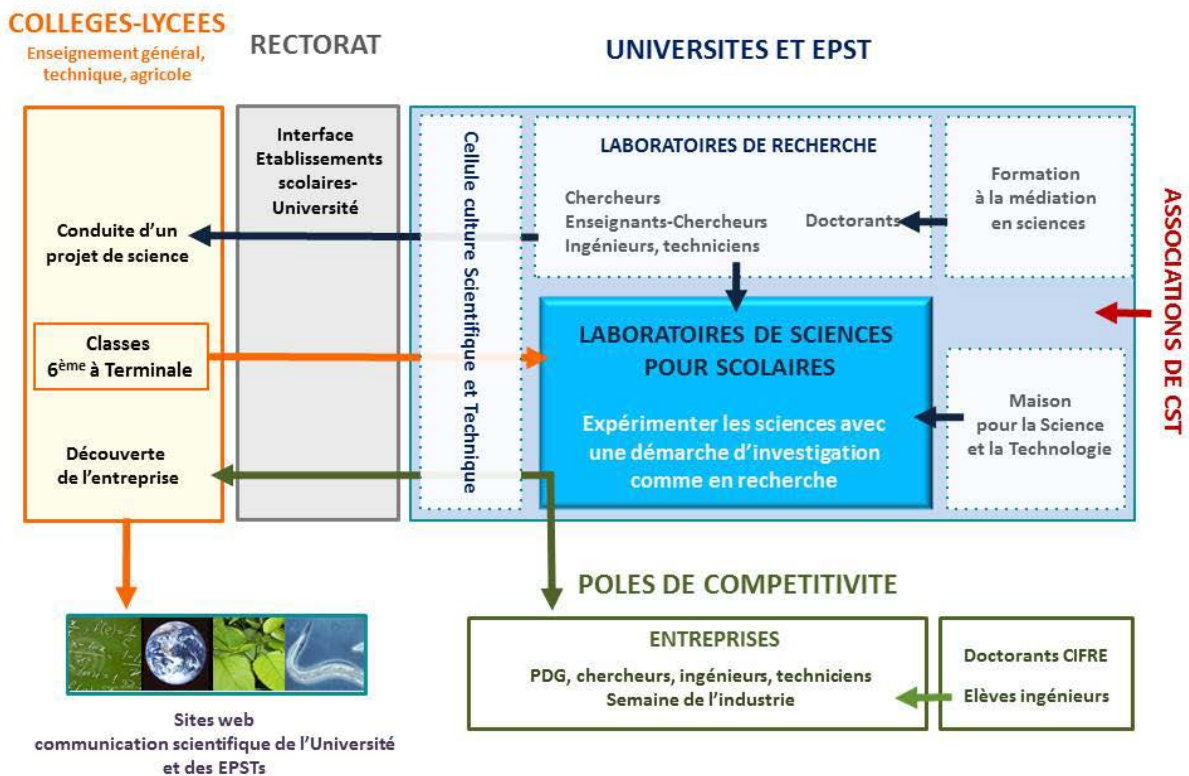 COLLEGES-LYCEES
Enseignement général,
technique, agricole
RECTORAT
UNIVERSITES ET EPST
Conduite d'un
projet de science
Classes
6ème à Terminale
Découverte
de l'entreprise
Interface
Etablissements
scolaires-
Université
Cellule culture Scientifique et Technique
LABORATOIRES DE RECHERCHE
Chercheurs
Enseignants-Chercheurs
Ingénieurs, techniciens
Doctorants
Formation
à la médiation
en sciences
LABORATOIRES DE SCIENCES
POUR SCOLAIRES
Expérimenter les sciences avec
une démarche d'investigation
comme en recherche
Maison
pour la Science
et la Technologie
ASSOCIATIONS DE CST
POLES DE COMPETITIVITE
ENTREPRISES
PDG, chercheurs, ingénieurs, techniciens
Semaine de l'industrie
Doctorants CIFRE
Elèves ingénieurs
Sites web
communication scientifique de l'Université
et des EPSTs